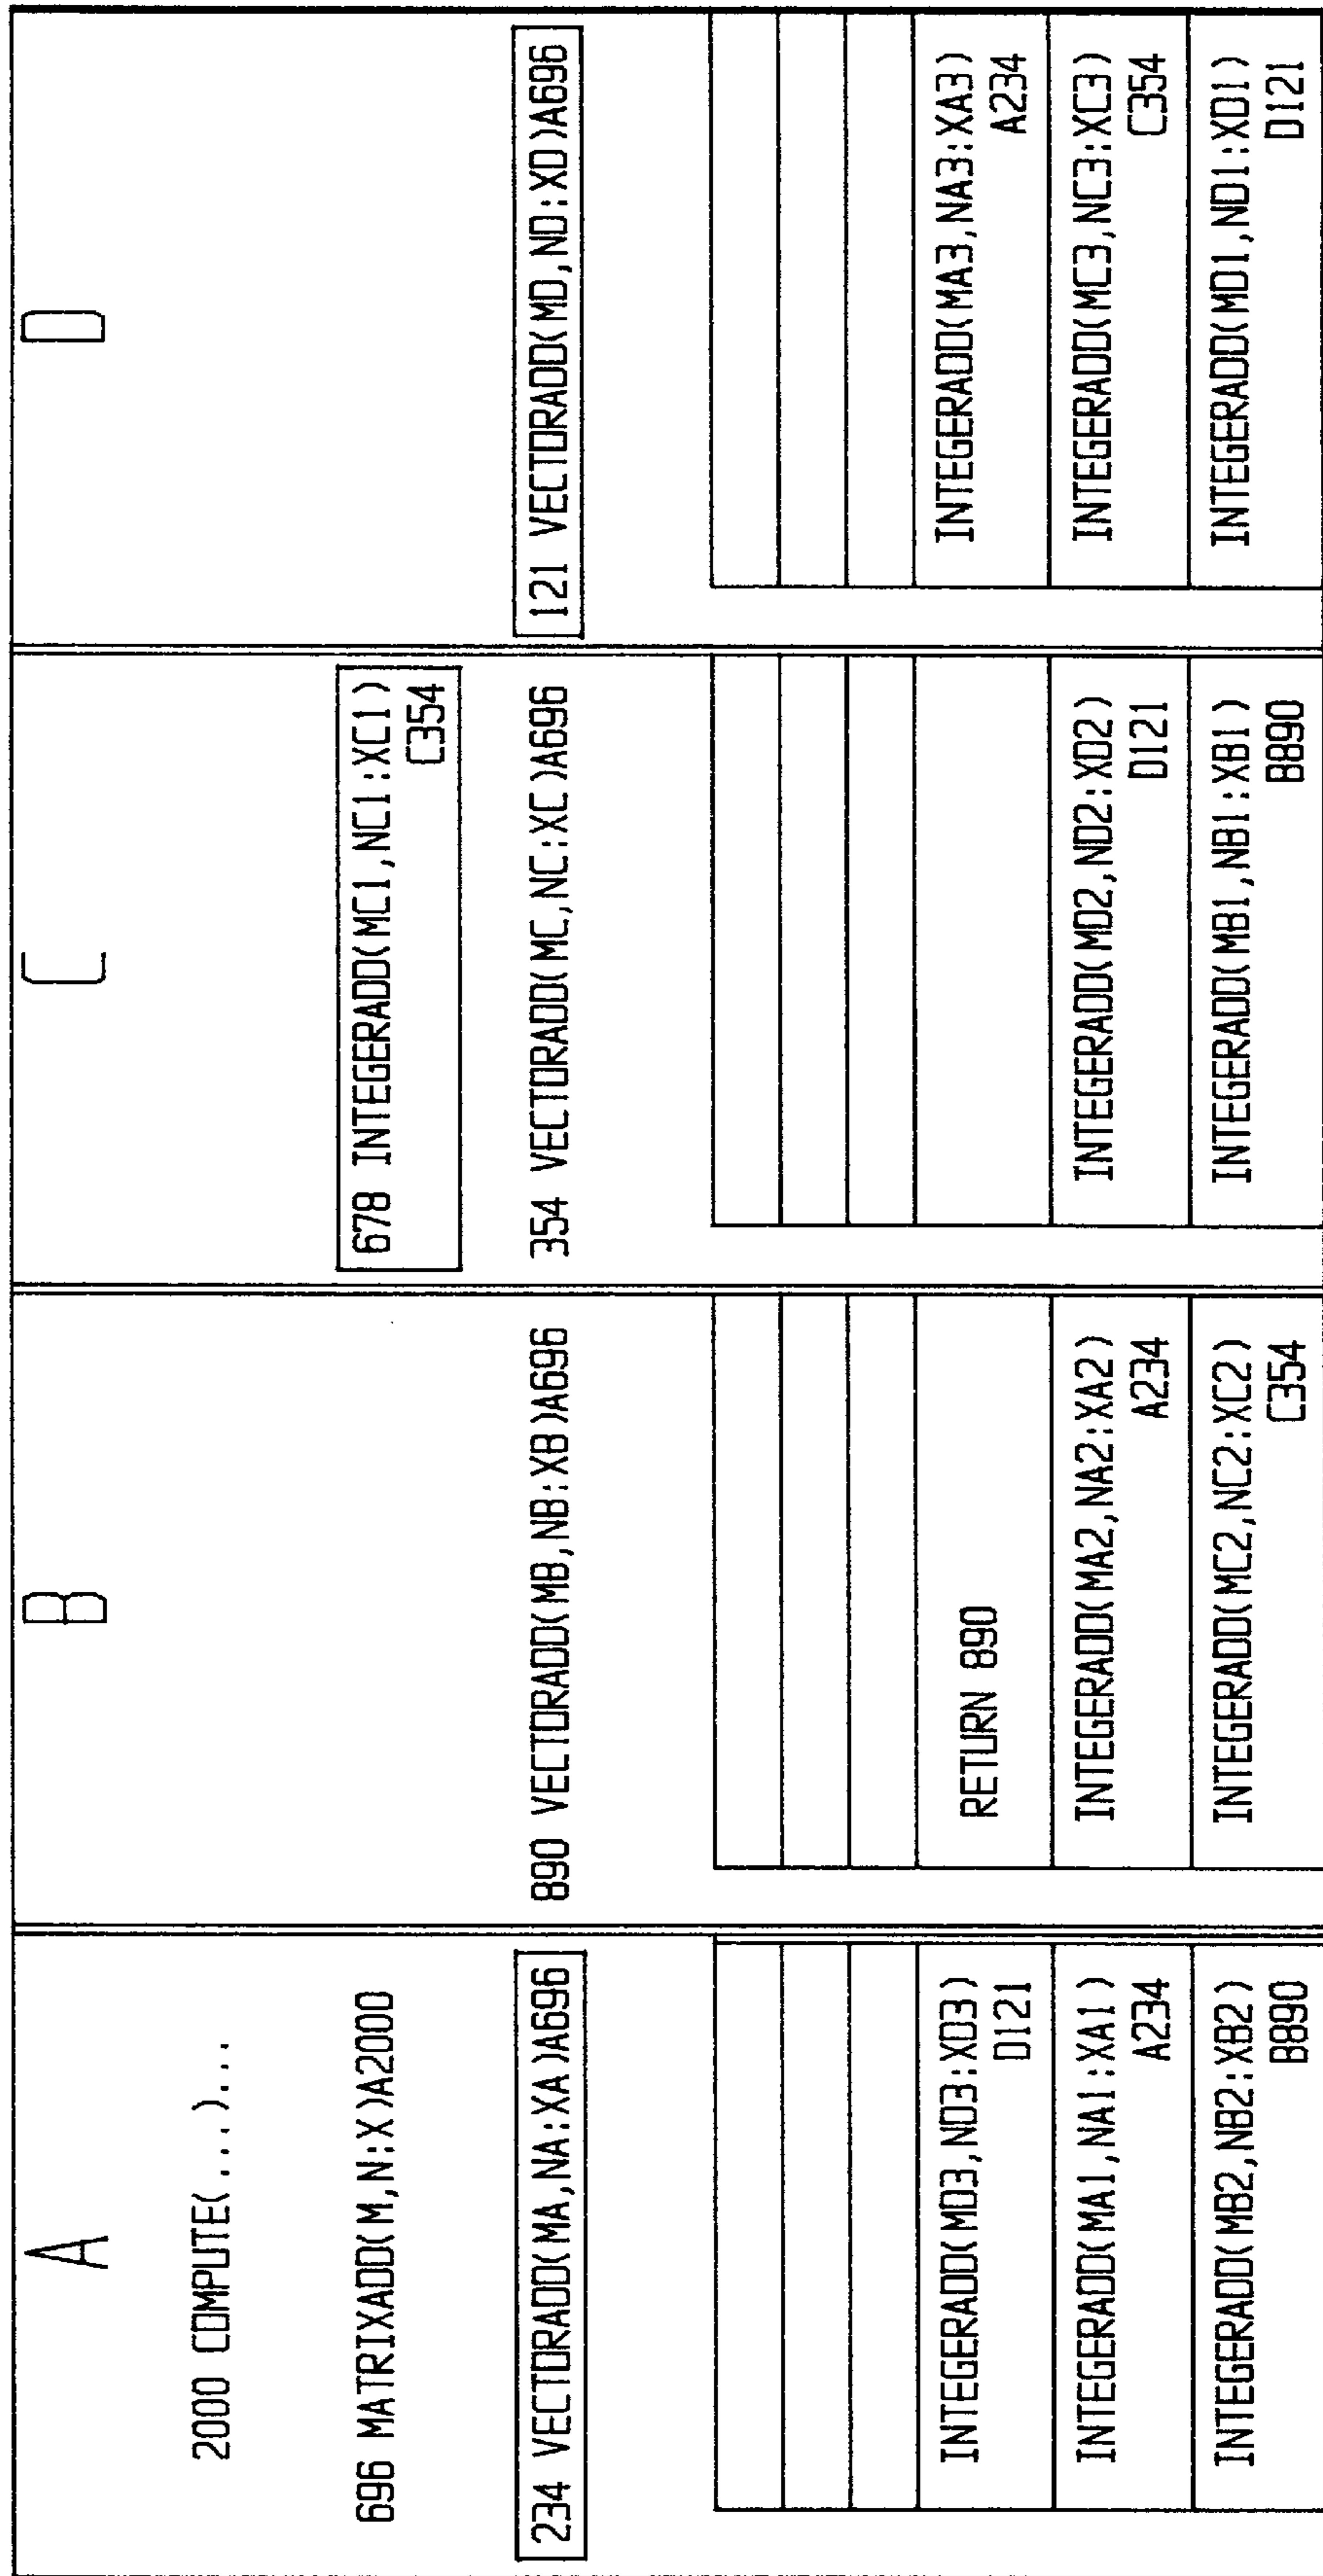 A
2000 COMPUTE(....)...
696 MATRIXADD(M,N:X)A2000
234 VECTORADD(MA,NA:XA)A696
INTEGERADD(MD3,ND3:XD3)
D121
INTEGERADD(MA1,NA1:XA1)
A234
INTEGERADD(MB2,NB2:XB2)
B890
B
890 VECTORADD(MB,NB:XB)A696
RETURN 890
INTEGERADD(MA2,NA2:XA2)
A234
INTEGERADD(MC2,NC2:XC2)
C354
C
678 INTEGERADD(MC1,NC1:XC1)
C354
354 VECTORADD(MC,NC:XC)A696
INTEGERADD(MD2,ND2:XD2)
D121
INTEGERADD(MB1,NB1:XB1)
B890
D
121 VECTORADD(MD,ND:XD)A696
INTEGERADD(MA3,NA3:XA3)
A234
INTEGERADD(MC3,NC3:XC3)
C354
INTEGERADD(MD1,ND1:XD1)
D121